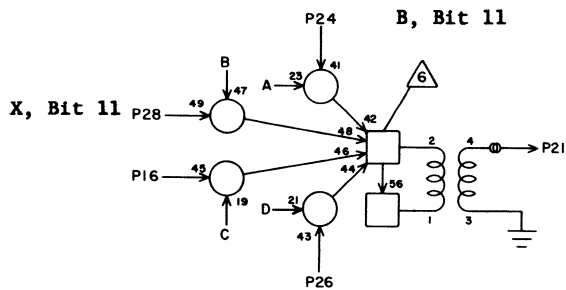 P24
B, Bit 11
B
A 23 41
6
X, Bit 11 P28 49 47
42
48 2 4 P21
P16 45 46
44
19 D 21 56
43 1 3
C
P26